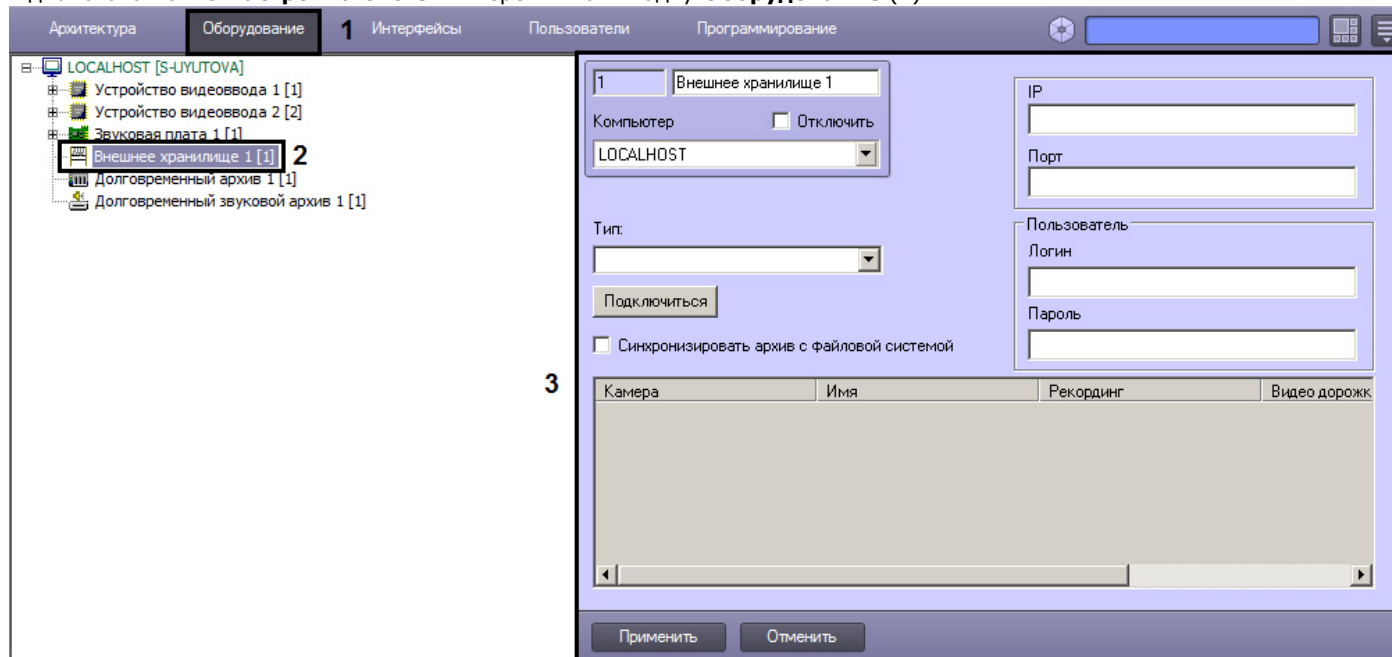 Архитектура Оборудование 1 Интерфейсы Пользователи Программирование
LOCALHOST [S-UYUTOVA]
Устройство видеоввода 1 [1]
Устройство видеоввода 2 [2]
Звуковая плата 1 [1]
Внешнее хранилище 1 [1] 2
Долговременный архив 1 [1]
Долговременный звуковой архив 1 [1]
3
1 Внешнее хранилище 1
Компьютер Отключить
LOCALHOST
IP
Порт
Тип:
Подключиться
Синхронизировать архив с файловой системой
Пользователь
Логин
Пароль
Камера Имя Рекординг Видео дорожк
Применить Отменить